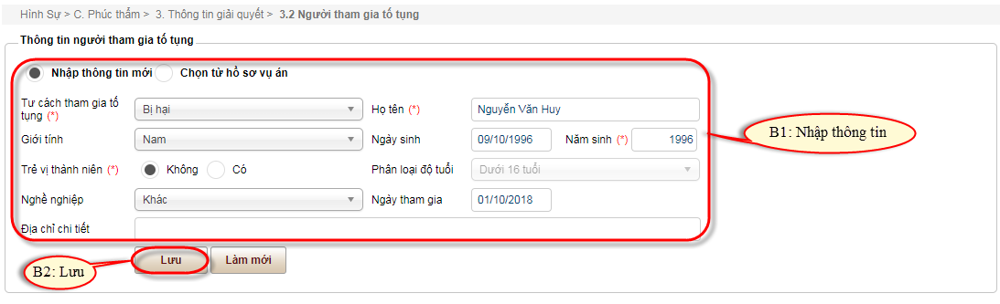 Hình Sự > C. Phúc thẩm > 3. Thông tin giải quyết > 3.2 Người tham gia tố tụng
Thông tin người tham gia tố tụng
Nhập thông tin mới Chọn từ hồ sơ vụ án
Tư cách tham gia tố tụng (*) Bị hại Họ tên (*) Nguyễn Văn Huy
Giới tính Nam Ngày sinh 09/10/1996 Năm sinh (*) 1996
B1: Nhập thông tin
Trẻ vị thành niên (*) Không Có Phân loại độ tuổi Dưới 16 tuổi
Nghề nghiệp Khác Ngày tham gia 01/10/2018
Địa chỉ chi tiết
Lưu Làm mới
B2: Lưu